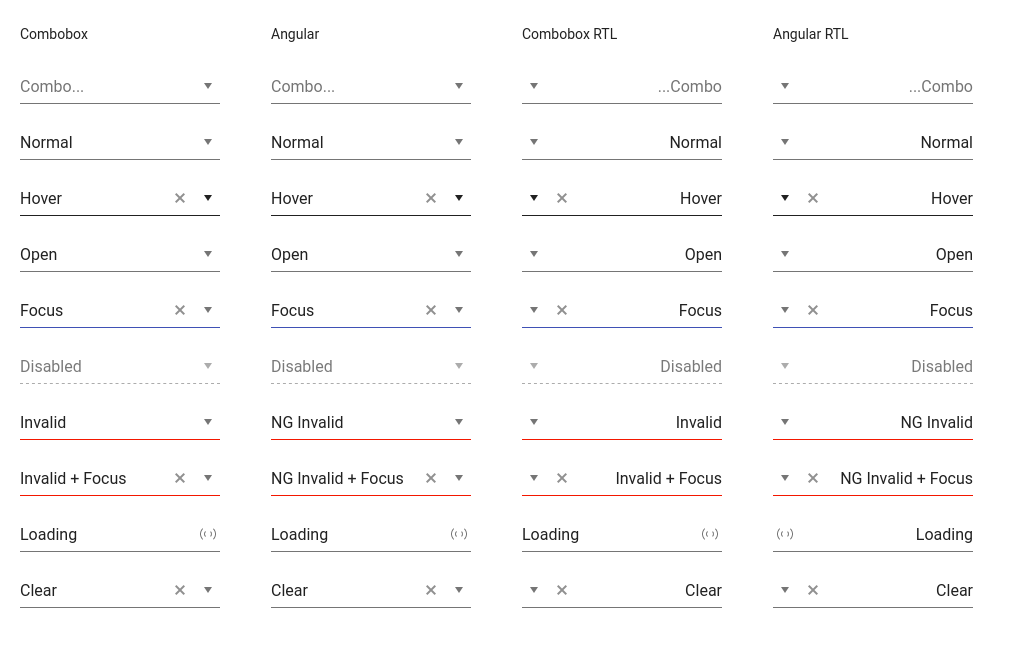 Combobox Angular Combobox RTL Angular RTL
Combo... Combo... ...Combo ...Combo
Normal Normal Normal Normal
Hover Hover Hover Hover
Open Open Open Open
Focus Focus Focus Focus
Disabled Disabled Disabled Disabled
Invalid NG Invalid Invalid NG Invalid
Invalid + Focus NG Invalid + Focus Invalid + Focus NG Invalid + Focus
Loading Loading Loading Loading
Clear Clear Clear Clear